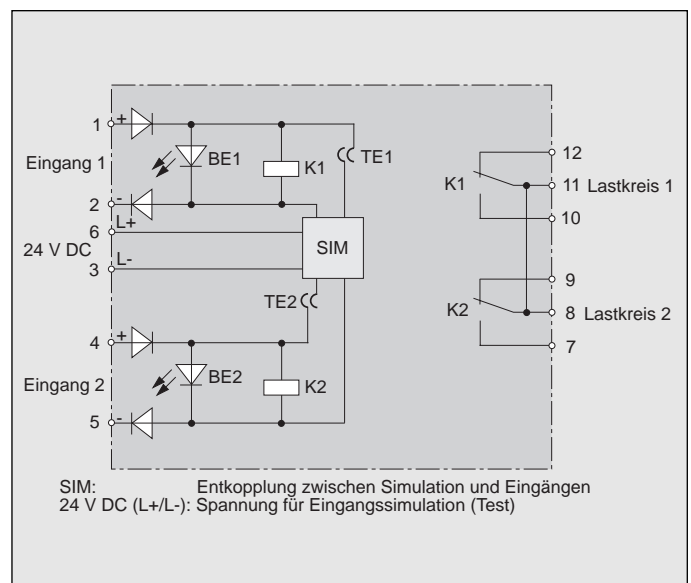 1 +
BE1
K1
TE1
Eingang 1
2 -
6 L+
24 V DC
3 L-
SIM
TE2
4 +
BE2
K2
Eingang 2
5 -
12
K1
11 Lastkreis 1
10
9
K2
8 Lastkreis 2
7
SIM: Entkopplung zwischen Simulation und Eingängen
24 V DC (L+/L-): Spannung für Eingangssimulation (Test)